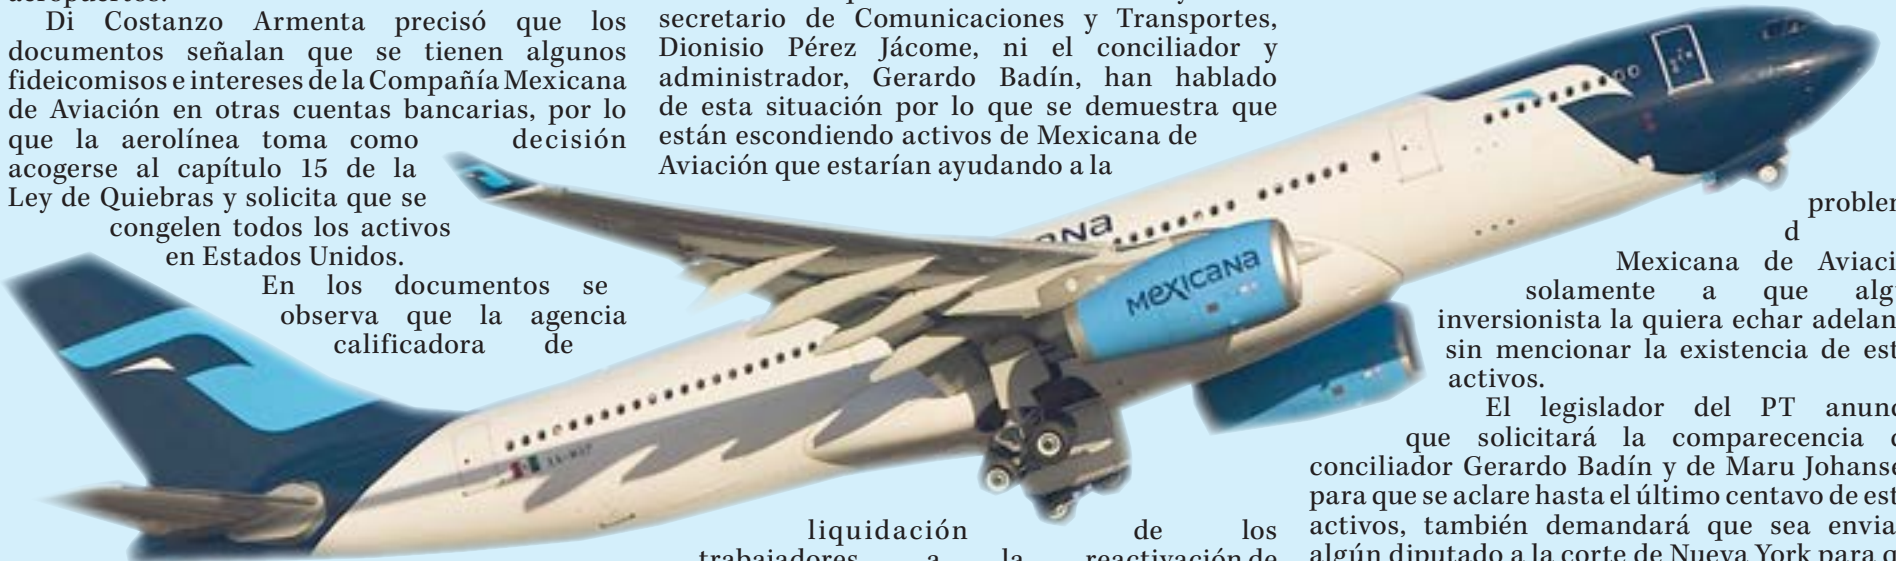 Di Costanzo Armenta precisó que los
documentos señalan que se tienen algunos
fideicomisos e intereses de la Compañía Mexicana
de Aviación en otras cuentas bancarias, por lo
que la aerolínea toma como decisión
acogerse al capítulo 15 de la
Ley de Quiebras y solicita que se
congelen todos los activos
en Estados Unidos.
En los documentos se
observa que la agencia
calificadora de
secretario de Comunicaciones y Transportes,
Dionisio Pérez Jácome, ni el conciliador y
administrador, Gerardo Badín, han hablado
de esta situación por lo que se demuestra que
están escondiendo activos de Mexicana de
Aviación que estarían ayudando a la
liquidación de los
trabajadores a la reactivación de
d
Mexicana de
solamente a que
inversionista la quiera echar
sin mencionar la existencia de
activos.
El legislador del PT
que solicitará la comparecencia
conciliador Gerardo Badín y de Maru
para que se aclare hasta el último centavo de
activos, también demandará que sea
algún diputado a la corte de Nueva York para
mexicana